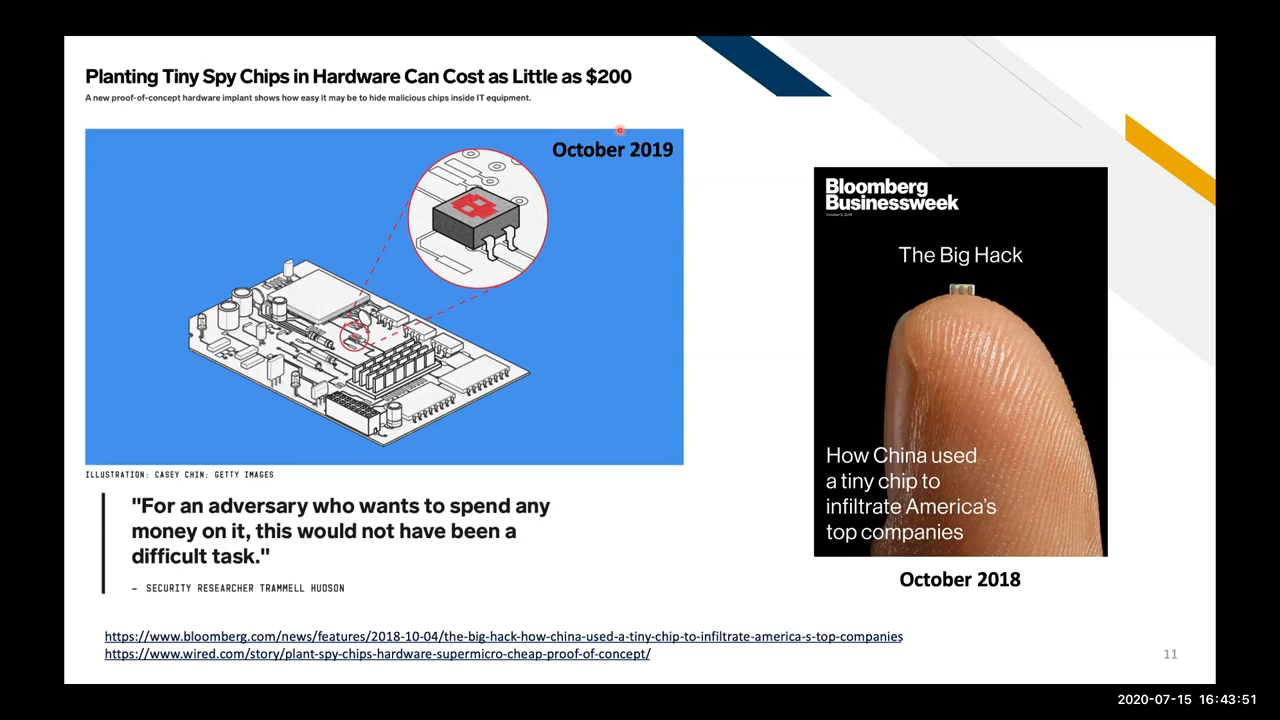 Planting Tiny Spy Chips in Hardware Can Cost as Little as $200
A new proof-of-concept hardware implant shows how easy it may be to hide malicious chips inside IT equipment.
October 2019
ILLUSTRATION: CASEY CHIN; GETTY IMAGES
"For an adversary who wants to spend any
money on it, this would not have been a
difficult task."
– SECURITY RESEARCHER TRAMMELL HUDSON
Bloomberg
Businessweek
The Big Hack
How China used
a tiny chip to
infiltrate America's
top companies
October 2018
https://www.bloomberg.com/news/features/2018-10-04/the-big-hack-how-china-used-a-tiny-chip-to-infiltrate-america-s-top-companies
https://www.wired.com/story/plant-spy-chips-hardware-supermicro-cheap-proof-of-concept/
11
2020-07-15 16:43:51